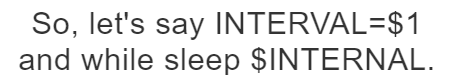 So, let's say INTERVAL=$1
and while sleep $INTERNAL.